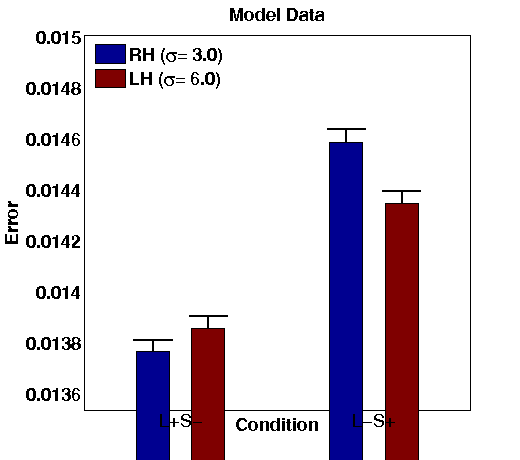 Model Data
0.015
RH (σ= 3.0)
LH (σ= 6.0)
0.0148
0.0146
0.0144
0.0142
0.014
0.0138
0.0136
Error
L+S−
L−S+
Condition